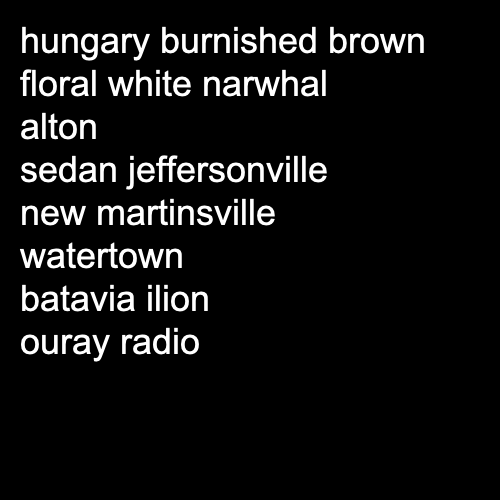 hungary burnished brown
floral white narwhal
alton
sedan jeffersonville
new martinsville
watertown
batavia ilion
ouray radio